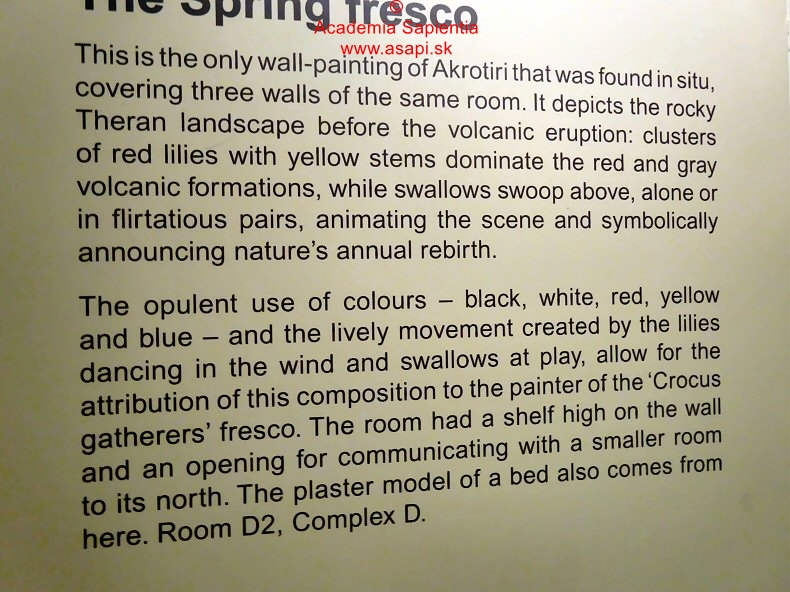 The Spring fresco
©
Academia Sapientia
www.asapi.sk
This is the only wall-painting of Akrotiri that was found in situ,
covering three walls of the same room. It depicts the rocky
Theran landscape before the volcanic eruption: clusters
of red lilies with yellow stems dominate the red and gray
volcanic formations, while swallows swoop above, alone or
in flirtatious pairs, animating the scene and symbolically
announcing nature’s annual rebirth.
The opulent use of colours – black, white, red, yellow
and blue – and the lively movement created by the lilies
dancing in the wind and swallows at play, allow for the
attribution of this composition to the painter of the ‘Crocus
gatherers’ fresco. The room had a shelf high on the wall
and an opening for communicating with a smaller room
to its north. The plaster model of a bed also comes from
here. Room D2, Complex D.